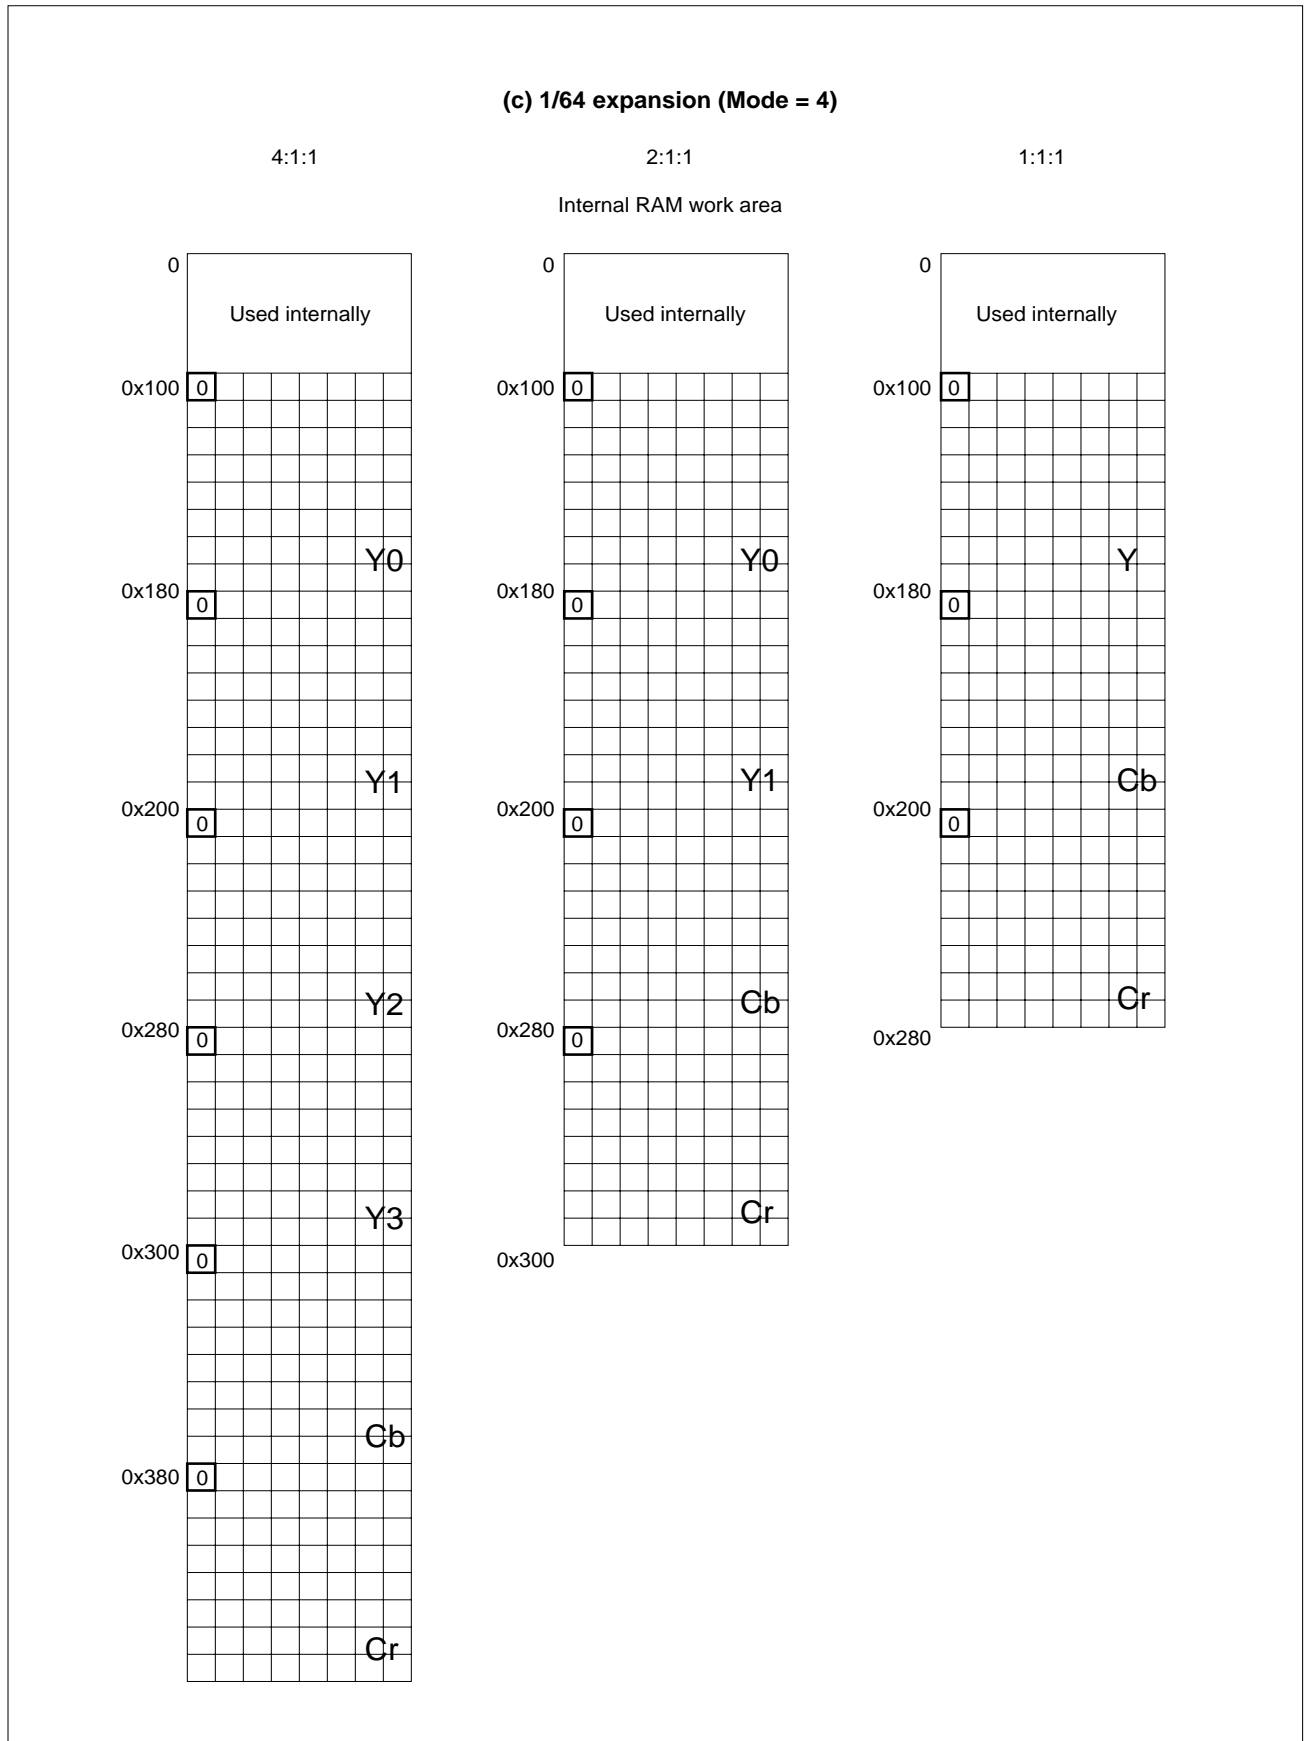 (c) 1/64 expansion (Mode = 4)
4:1:1 2:1:1 1:1:1
Internal RAM work area
0 0 0
Used internally Used internally Used internally
0x100 0 0x100 0 0x100 0
Y0 Y0 Y
0x180 0 0x180 0 0x180 0
Y1 Y1 Cb
0x200 0 0x200 0 0x200 0
Y2 Cb Cr
0x280 0 0x280 0 0x280
Y3 Cr
0x300 0 0x300
Cb
0x380 0
Cr